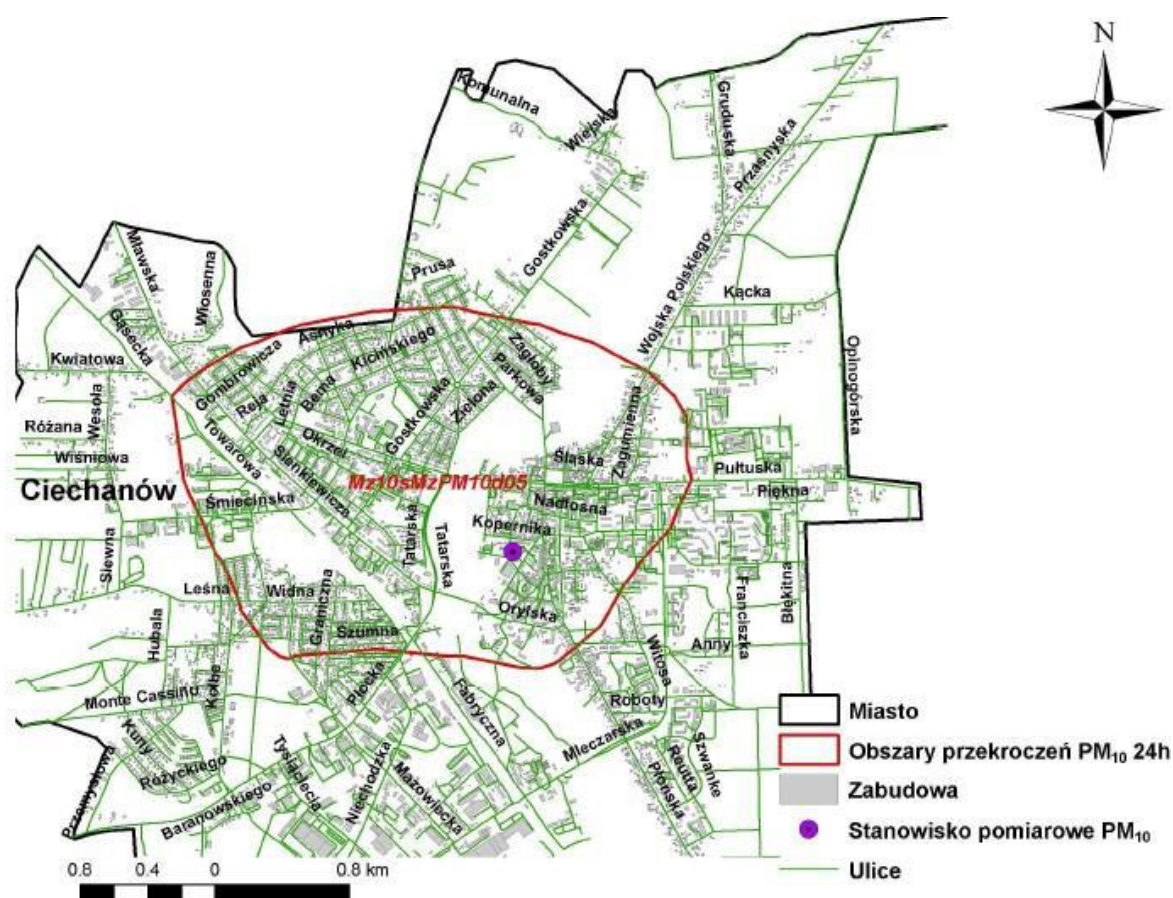 N
Komunalna
Wiejska
Gruduska
Przasnyska
Gostkowska
Mławska
Wiosenna
Prusa
Wojska Polskiego
Kącka
Gąsecka
Asnyka
Kicińskiego
Zagłoby
Parkowa
Opinogórska
Kwiatowa
Gombrowicza
Reja
Letnia
Bema
Gostkowska
Zielona
Zagumienna
Wesoła
Różana
Wiśniowa
Towarowa
Okrzei
Sienkiewicza
Śląska
Pułtuska
Piękna
Ciechanów
Mz10sMzPM10d05
Śmiecińska
Nadłosna
Kopernika
Tatarska
Tatarska
Siewna
Leśna
Widna
Graniczna
Szumna
Orylska
Franciszka
Błękitna
Hubala
Witosa
Anny
Monte Cassino
Kolbe
Płocka
Fabryczna
Roboty
Mleczarska
Kuny
Różyckiego
Przemysłowa
Baranowskiego
Tysiąclecia
Niechodzka
Mazowiecka
Płońska
Reutta
Szwanke
Miasto
Obszary przekroczeń PM₁₀ 24h
Zabudowa
Stanowisko pomiarowe PM₁₀
Ulice
0.8 0.4 0 0.8 km